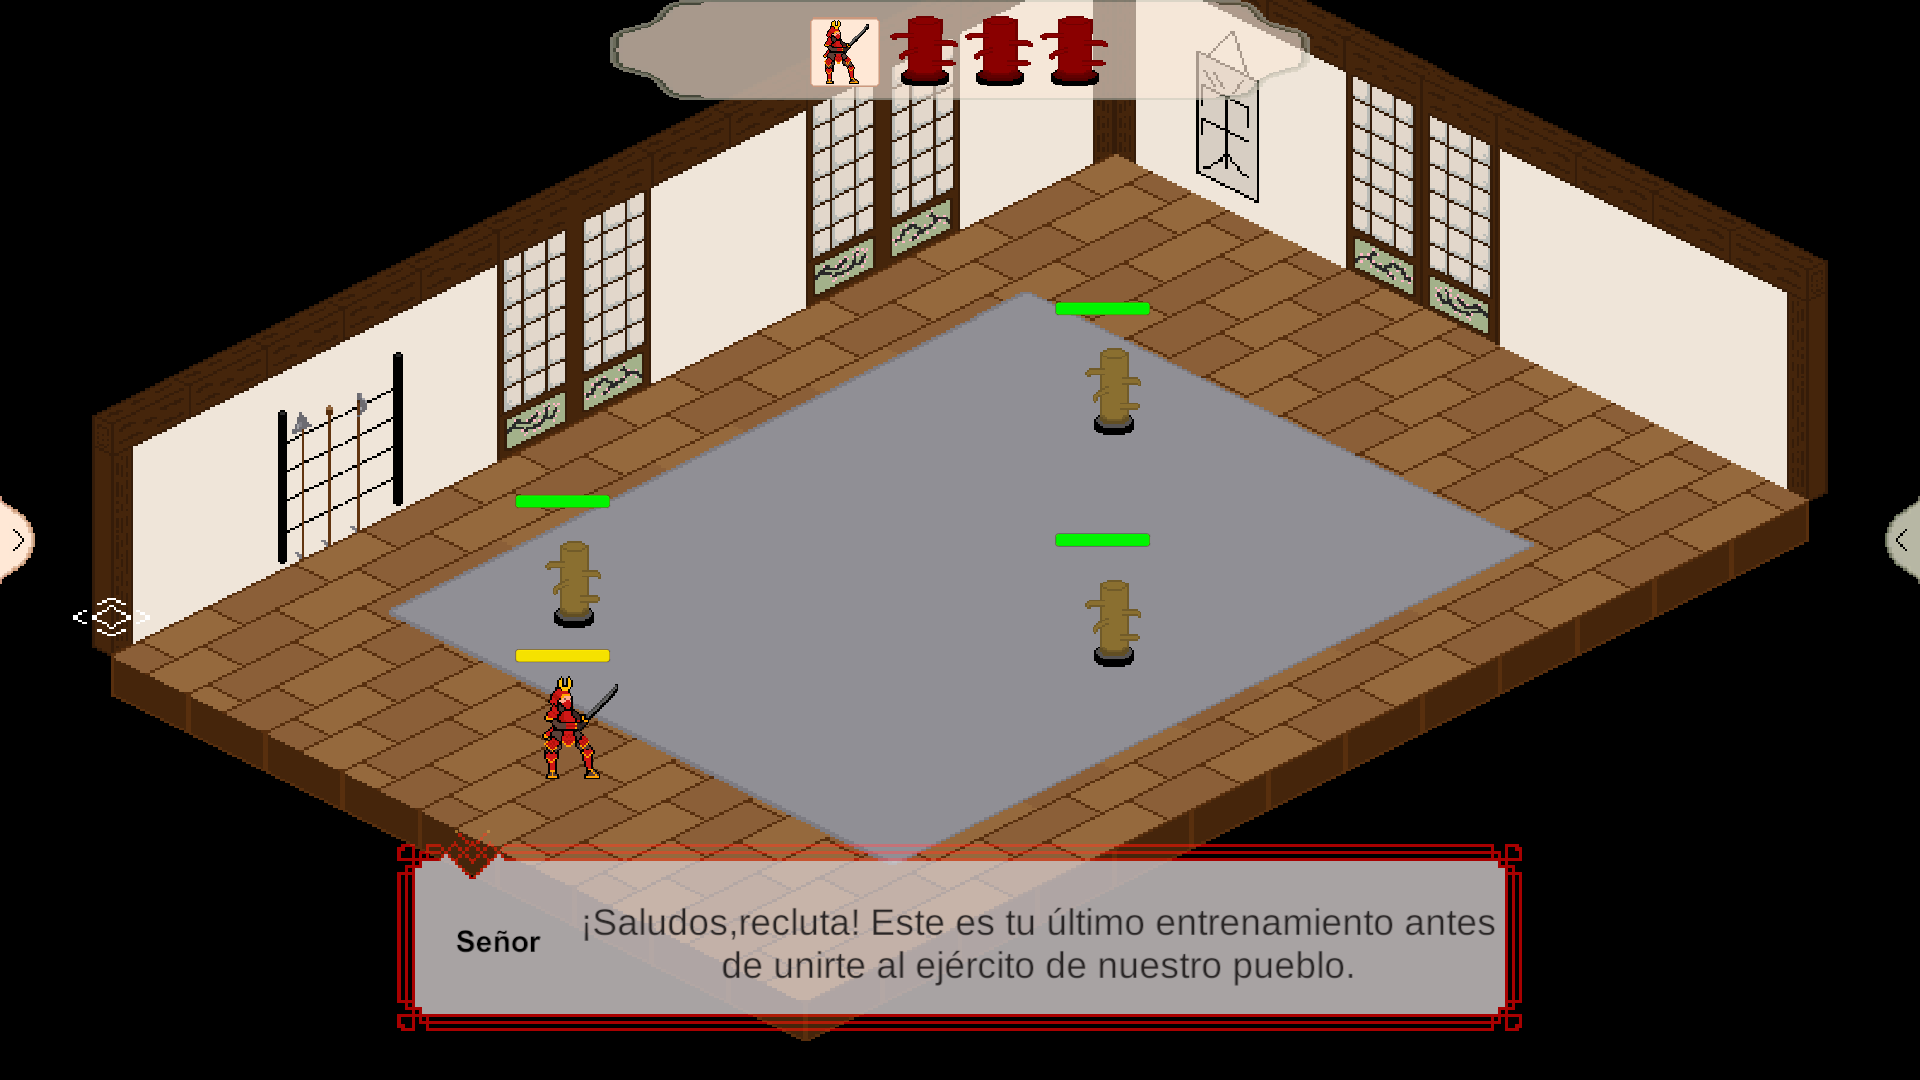 Señor
¡Saludos,recluta! Este es tu último entrenamiento antes
de unirte al ejército de nuestro pueblo.